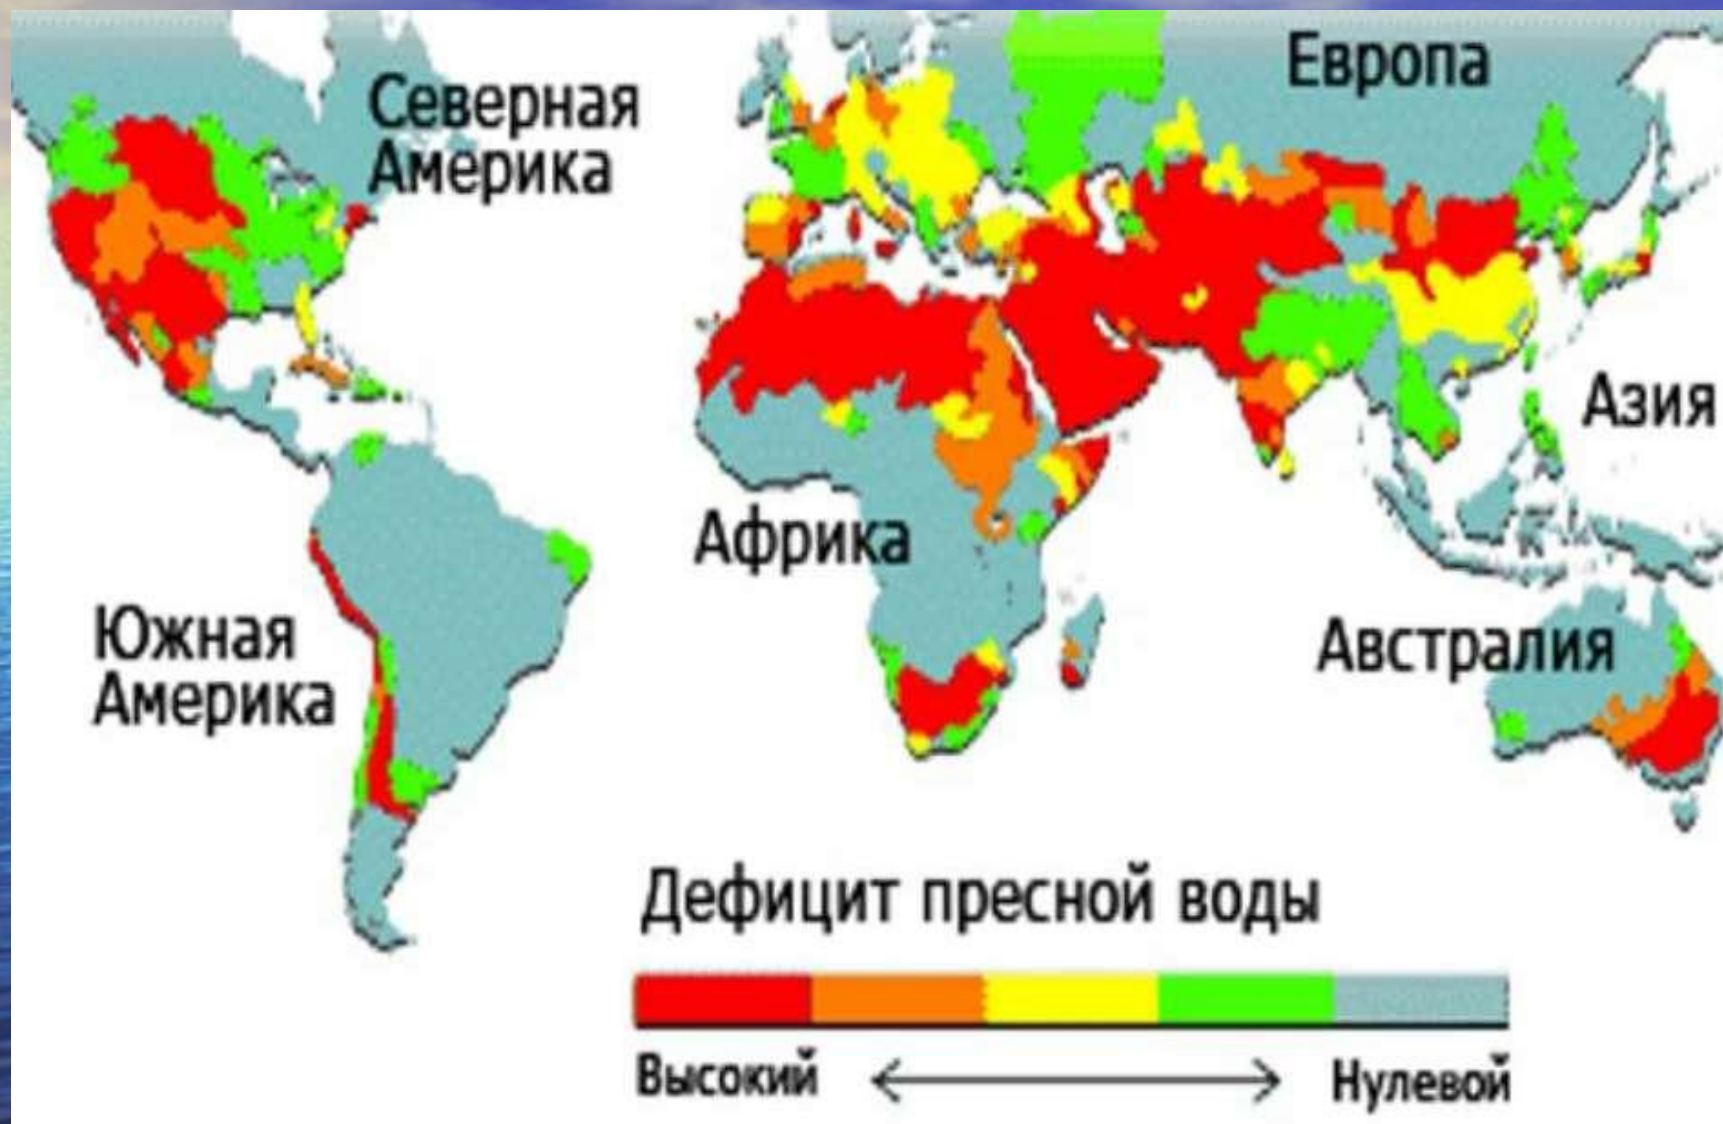 Северная
Америка
Европа
Азия
Африка
Южная
Америка
Австралия
Дефицит пресной воды
Высокий
Нулевой